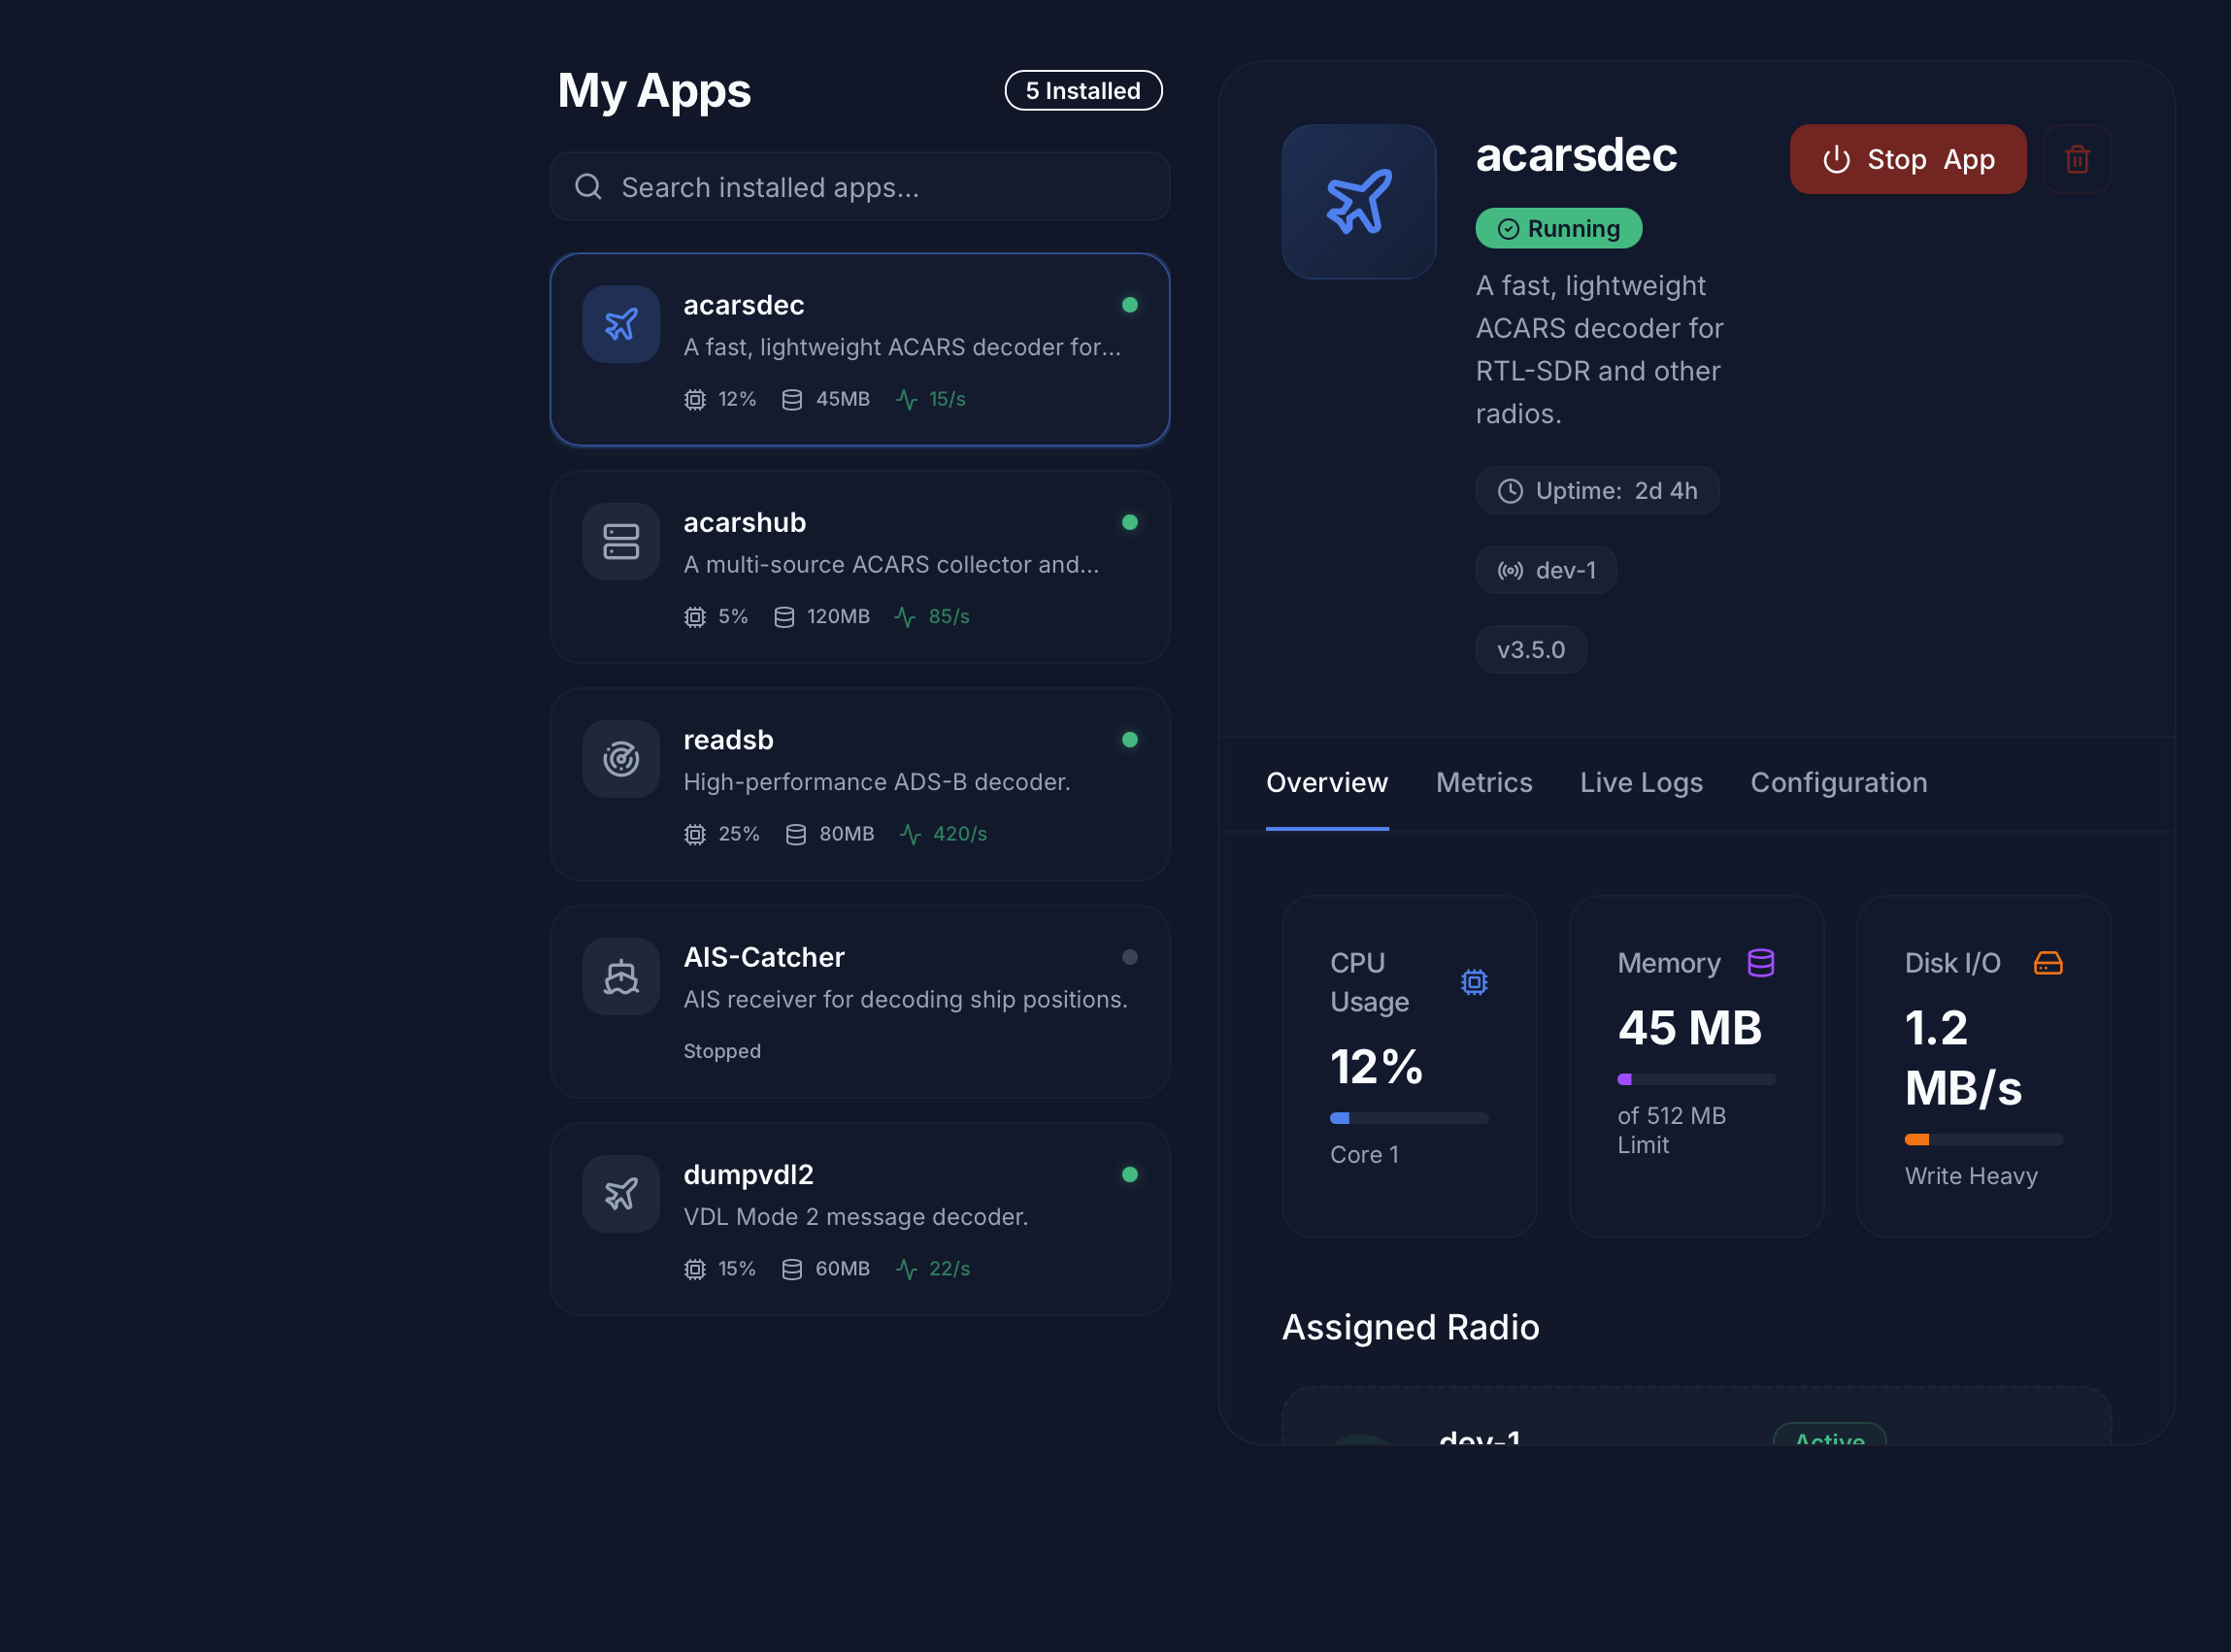 My Apps
5 Installed
Search installed apps...
acarsdec
A fast, lightweight ACARS decoder for...
12% 45MB 15/s
acarshub
A multi-source ACARS collector and...
5% 120MB 85/s
readsb
High-performance ADS-B decoder.
25% 80MB 420/s
AIS-Catcher
AIS receiver for decoding ship positions.
Stopped
dumpvdl2
VDL Mode 2 message decoder.
15% 60MB 22/s
acarsdec
Stop App
Running
A fast, lightweight
ACARS decoder for
RTL-SDR and other
radios.
Uptime: 2d 4h
dev-1
v3.5.0
Overview Metrics Live Logs Configuration
CPU
Usage
12%
Core 1
Memory
45 MB
of 512 MB
Limit
Disk I/O
1.2
MB/s
Write Heavy
Assigned Radio
dev-1
Active